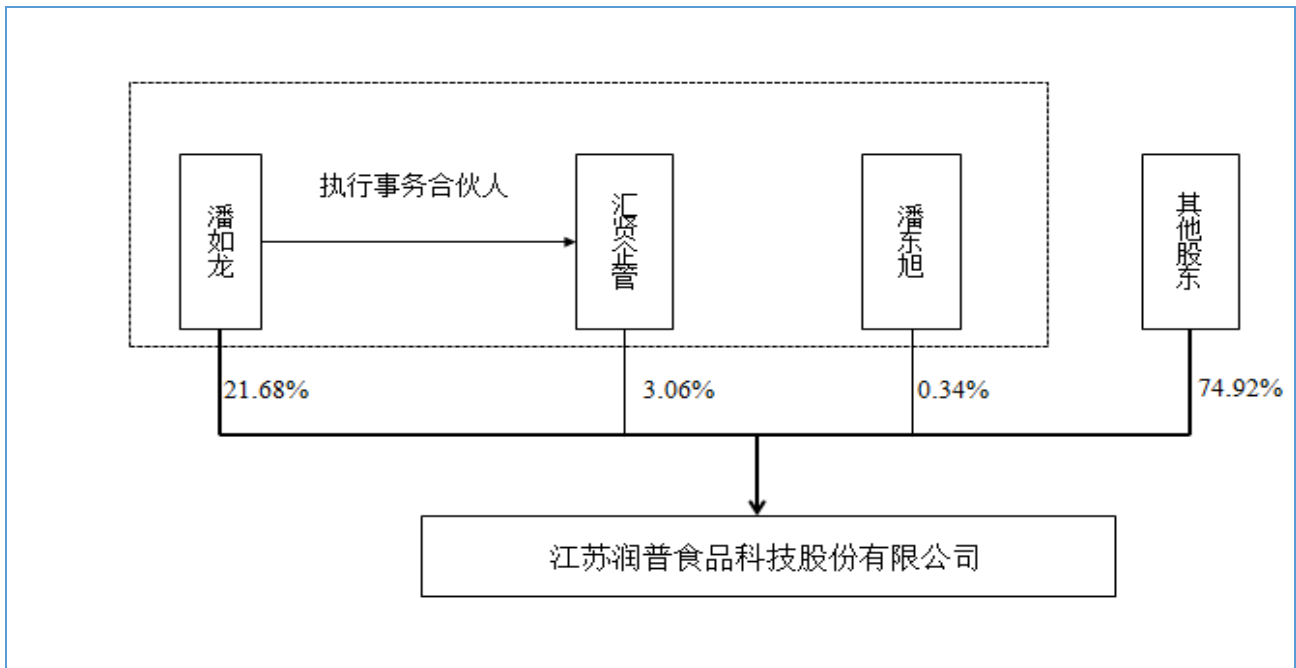 执行事务合伙人
潘如龙
汇贤企管
潘东旭
其他股东
21.68%
3.06%
0.34%
74.92%
江苏润普食品科技股份有限公司